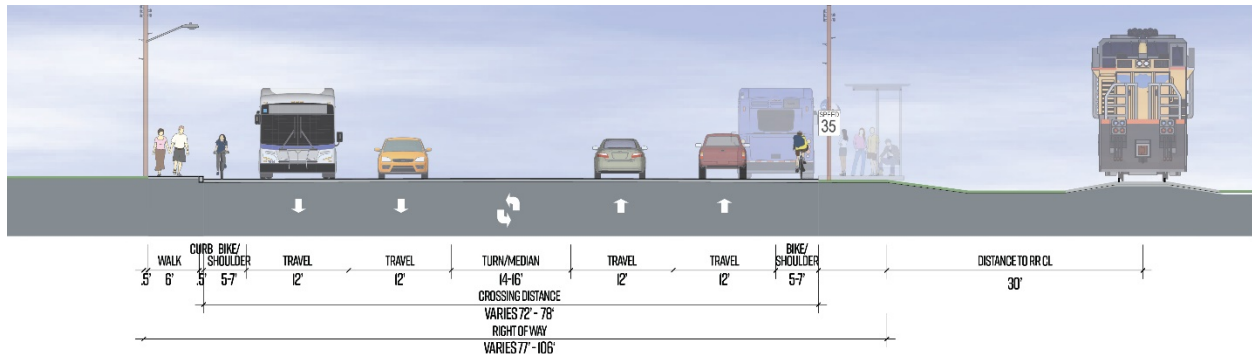 SPEED
35
WALK
CURB
BIKE/
SHOULDER
TRAVEL
TRAVEL
TURN/MEDIAN
TRAVEL
TRAVEL
BIKE/
SHOULDER
DISTANCE TO RR CL
.5'
6'
.5'
5-7'
12'
12'
14-16'
12'
12'
5-7'
30'
CROSSING DISTANCE
VARIES 72' - 78'
RIGHT OF WAY
VARIES 77' - 106'